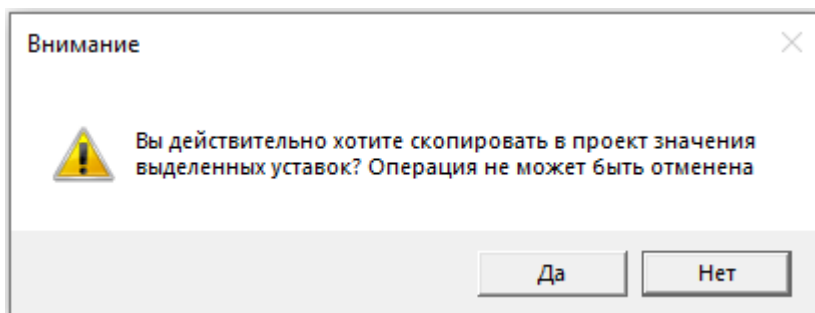 Внимание
Вы действительно хотите скопировать в проект значения
выделенных уставок? Операция не может быть отменена
Да
Нет